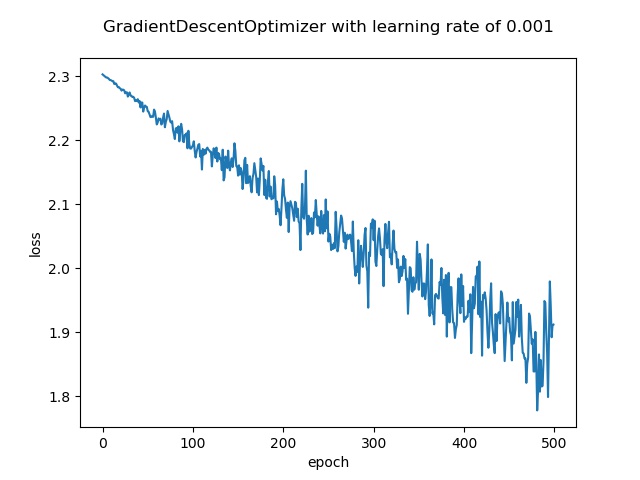 GradientDescentOptimizer with learning rate of 0.001
2.3
2.2
2.1
2.0
1.9
1.8
loss
0 100 200 300 400 500
epoch